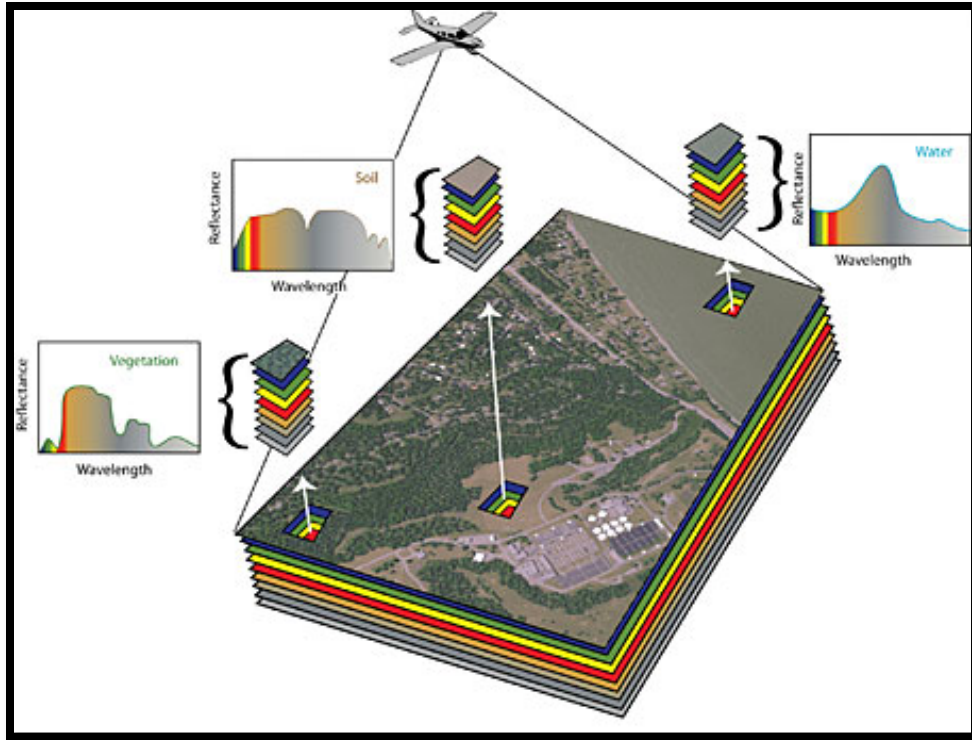 Water
Reflectance
Wavelength
Soil
Reflectance
Wavelength
Vegetation
Reflectance
Wavelength